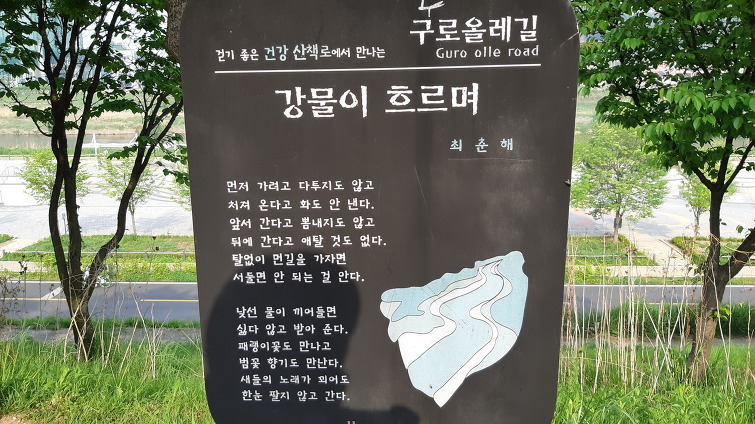 구로올레길
걷기 좋은 건강 산책로에서 만나는
Guro olle road
강물이 흐르며
최춘해
먼저 가려고 다투지도 않고
처져 온다고 화도 안 낸다.
앞서 간다고 뽐내지도 않고
뒤에 간다고 애탈 것도 없다.
탈없이 먼길을 가자면
서둘면 안 되는 걸 안다.
낯선 물이 끼어들면
싫다 않고 받아 준다.
패랭이꽃도 만나고
밤꽃 향기도 만난다.
새들의 노래가 꾀어도
한눈 팔지 않고 간다.